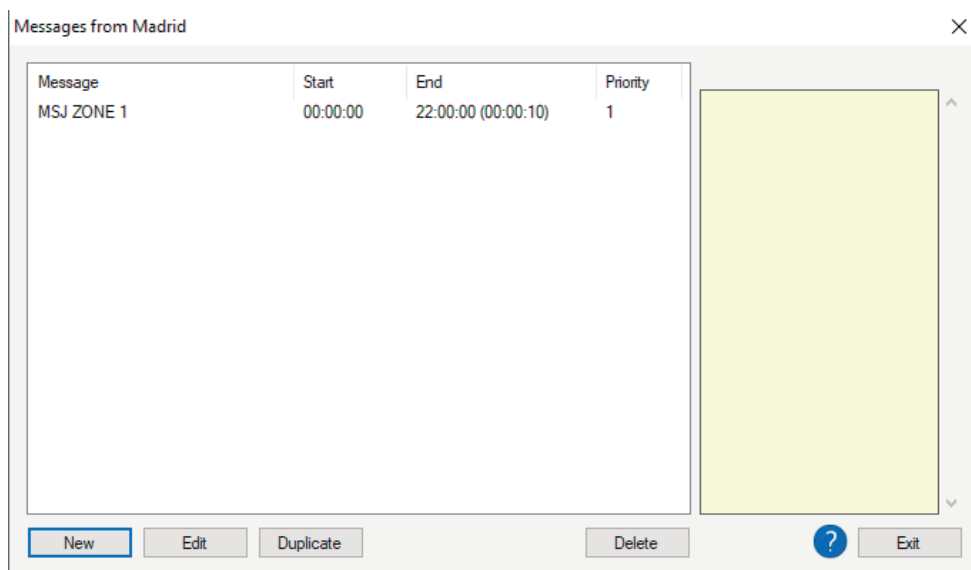 Messages from Madrid
Message Start End Priority
MSJ ZONE 1 00:00:00 22:00:00 (00:00:10) 1
New Edit Duplicate Delete ? Exit